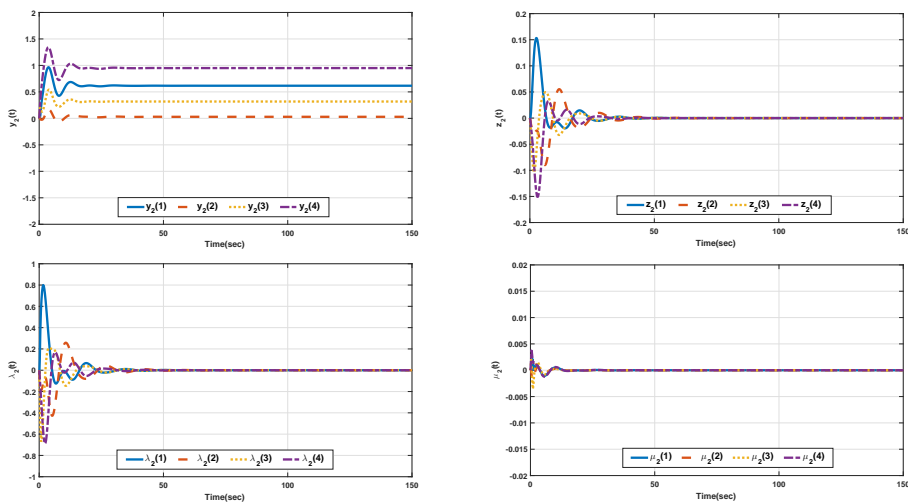 2
1.5
1
0.5
0
0.5
1
1.5
2
y₂(t)
y₂(1) y₂(2) y₂(3) y₂(4)
0 50 100 150
Time(sec)
0.2
0.15
0.1
0.05
0
-0.05
-0.1
-0.15
-0.2
z₂(t)
z₂(1) z₂(2) z₂(3) z₂(4)
0 50 100 150
Time(sec)
1
0.8
0.6
0.4
0.2
0
-0.2
-0.4
-0.6
-0.8
-1
λ₂(t)
λ₂(1) λ₂(2) λ₂(3) λ₂(4)
0 50 100 150
Time(sec)
0.02
0.015
0.01
0.005
0
-0.005
-0.01
-0.015
-0.02
μ₂(t)
μ₂(1) μ₂(2) μ₂(3) μ₂(4)
0 50 100 150
Time(sec)